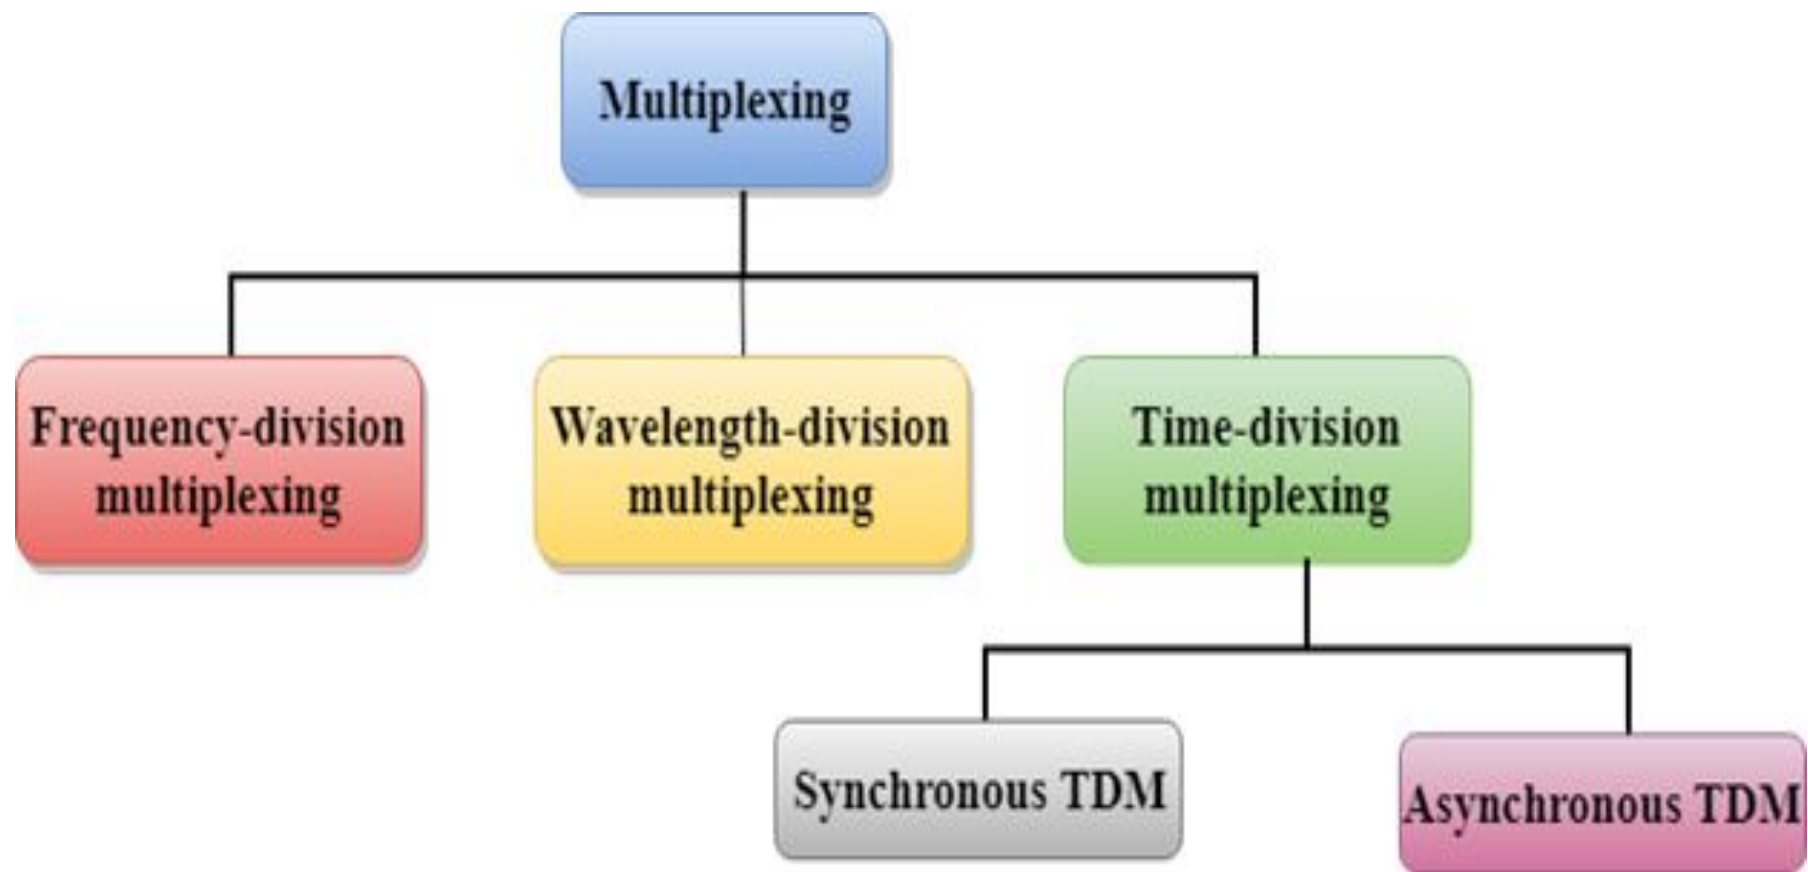 Multiplexing
Frequency-division
multiplexing
Wavelength-division
multiplexing
Time-division
multiplexing
Synchronous TDM
Asynchronous TDM